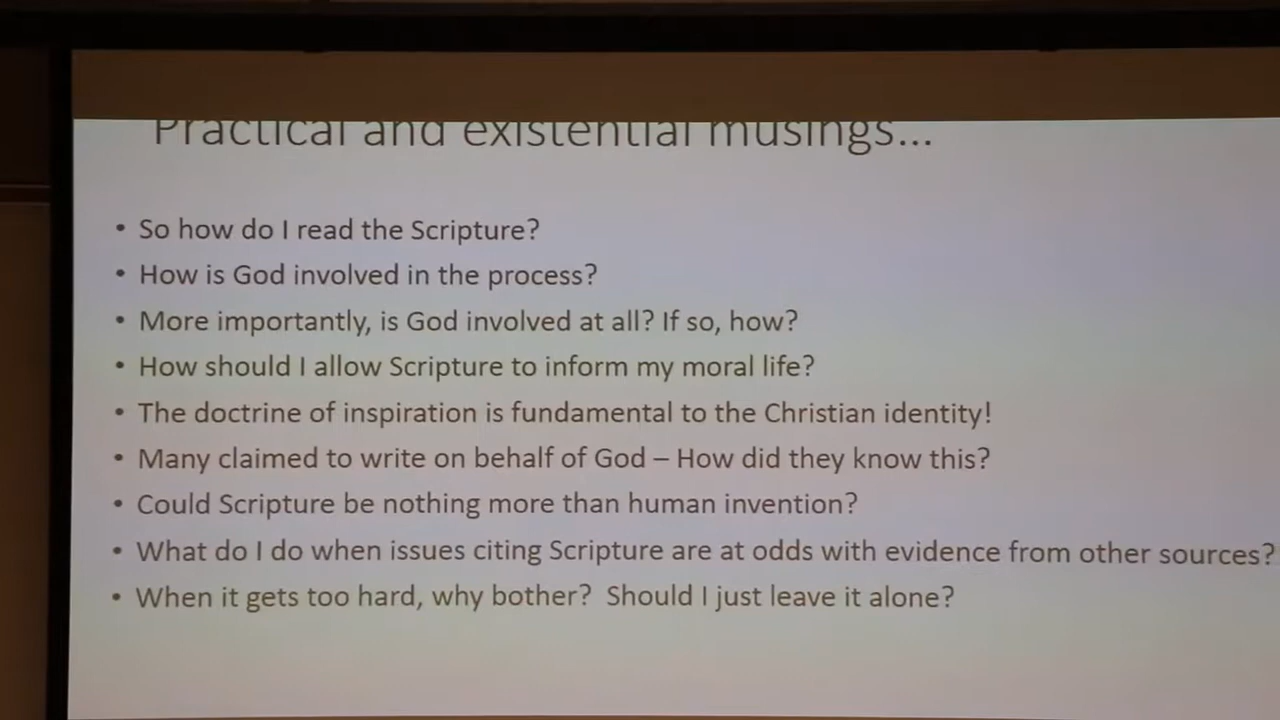 Practical and existential musings...
• So how do I read the Scripture?
• How is God involved in the process?
• More importantly, is God involved at all? If so, how?
• How should I allow Scripture to inform my moral life?
• The doctrine of inspiration is fundamental to the Christian identity!
• Many claimed to write on behalf of God – How did they know this?
• Could Scripture be nothing more than human invention?
• What do I do when issues citing Scripture are at odds with evidence from other sources?
• When it gets too hard, why bother?  Should I just leave it alone?